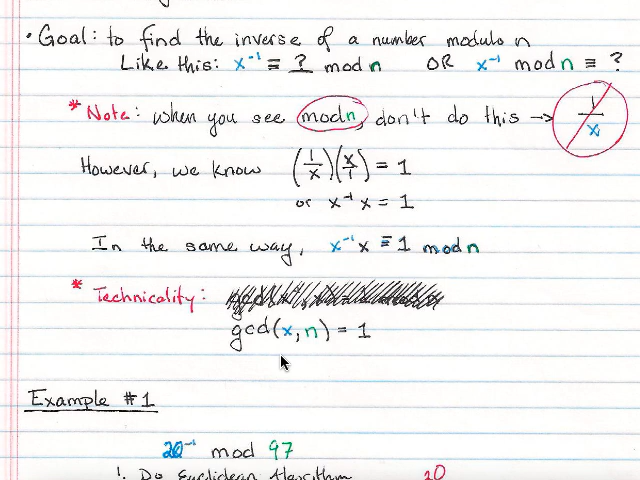 • Goal: to find the inverse of a number modulo n
Like this: x⁻¹ ≡ ? mod n OR x⁻¹ mod n ≡ ?
* Note: when you see mod n, don't do this → 1/x
However, we know (1/x)(x/1) = 1
or x⁻¹x = 1
In the same way, x⁻¹x ≡ 1 mod n
* Technicality:
gcd(x, n) = 1
Example #1
20⁻¹ mod 97
1. Do Euclidean Algorithm 20